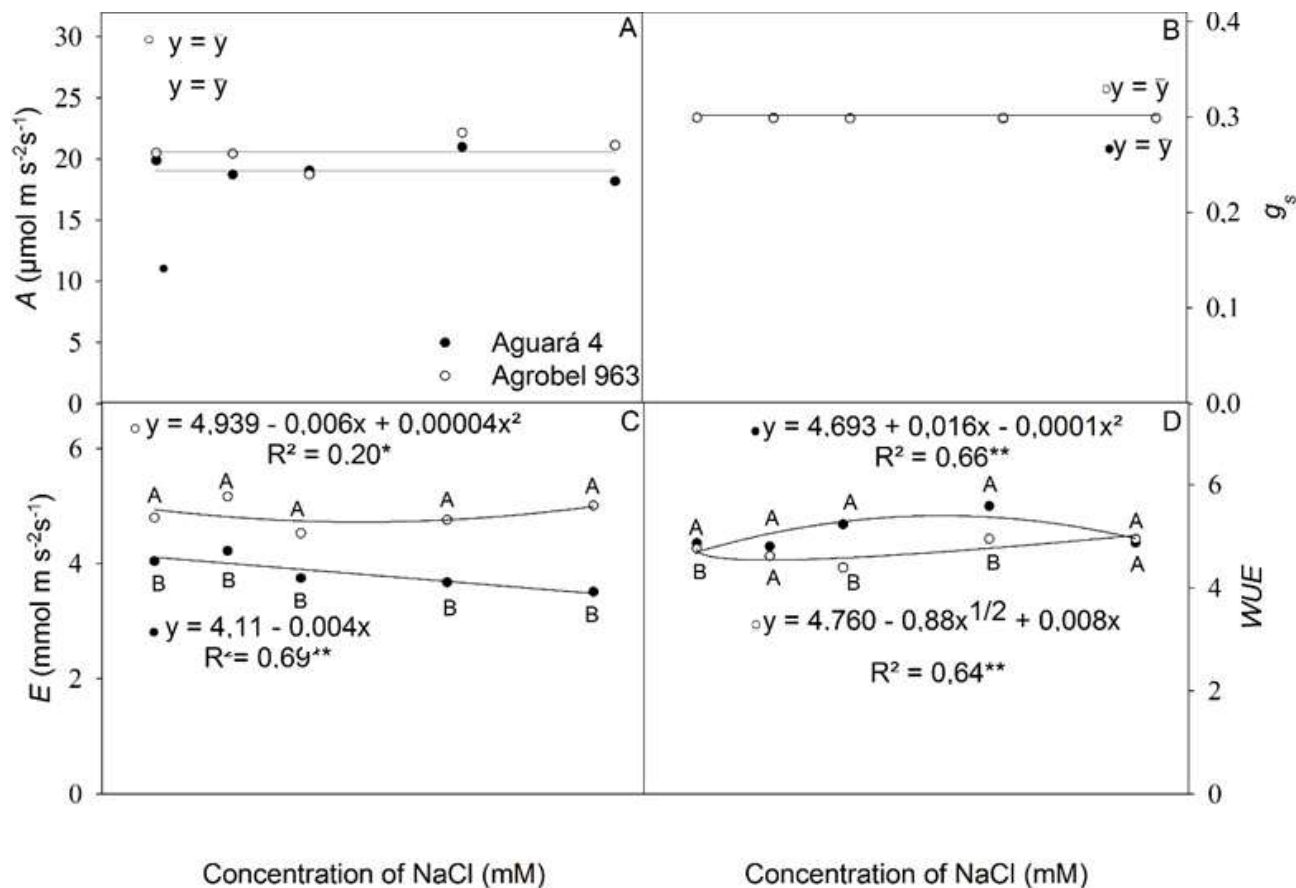 A
30
y = ȳ
y = ȳ
25
20
15
10
5
0
A (µmol m s⁻²s⁻¹)
Aguará 4
Agrobel 963
B
0.4
y = ȳ
0.3
y = ȳ
0.2
0.1
0.0
gs
C
y = 4,939 - 0,006x + 0,00004x²
R² = 0.20*
6
4
2
0
E (mmol m s⁻²s⁻¹)
A A A A A
B B B B B
y = 4,11 - 0,004x
R² = 0,69**
D
y = 4,693 + 0,016x - 0,0001x²
R² = 0,66**
6
4
2
0
WUE
A A A A A
B A B B A
y = 4,760 - 0,88x^1/2 + 0,008x
R² = 0,64**
Concentration of NaCl (mM)
Concentration of NaCl (mM)